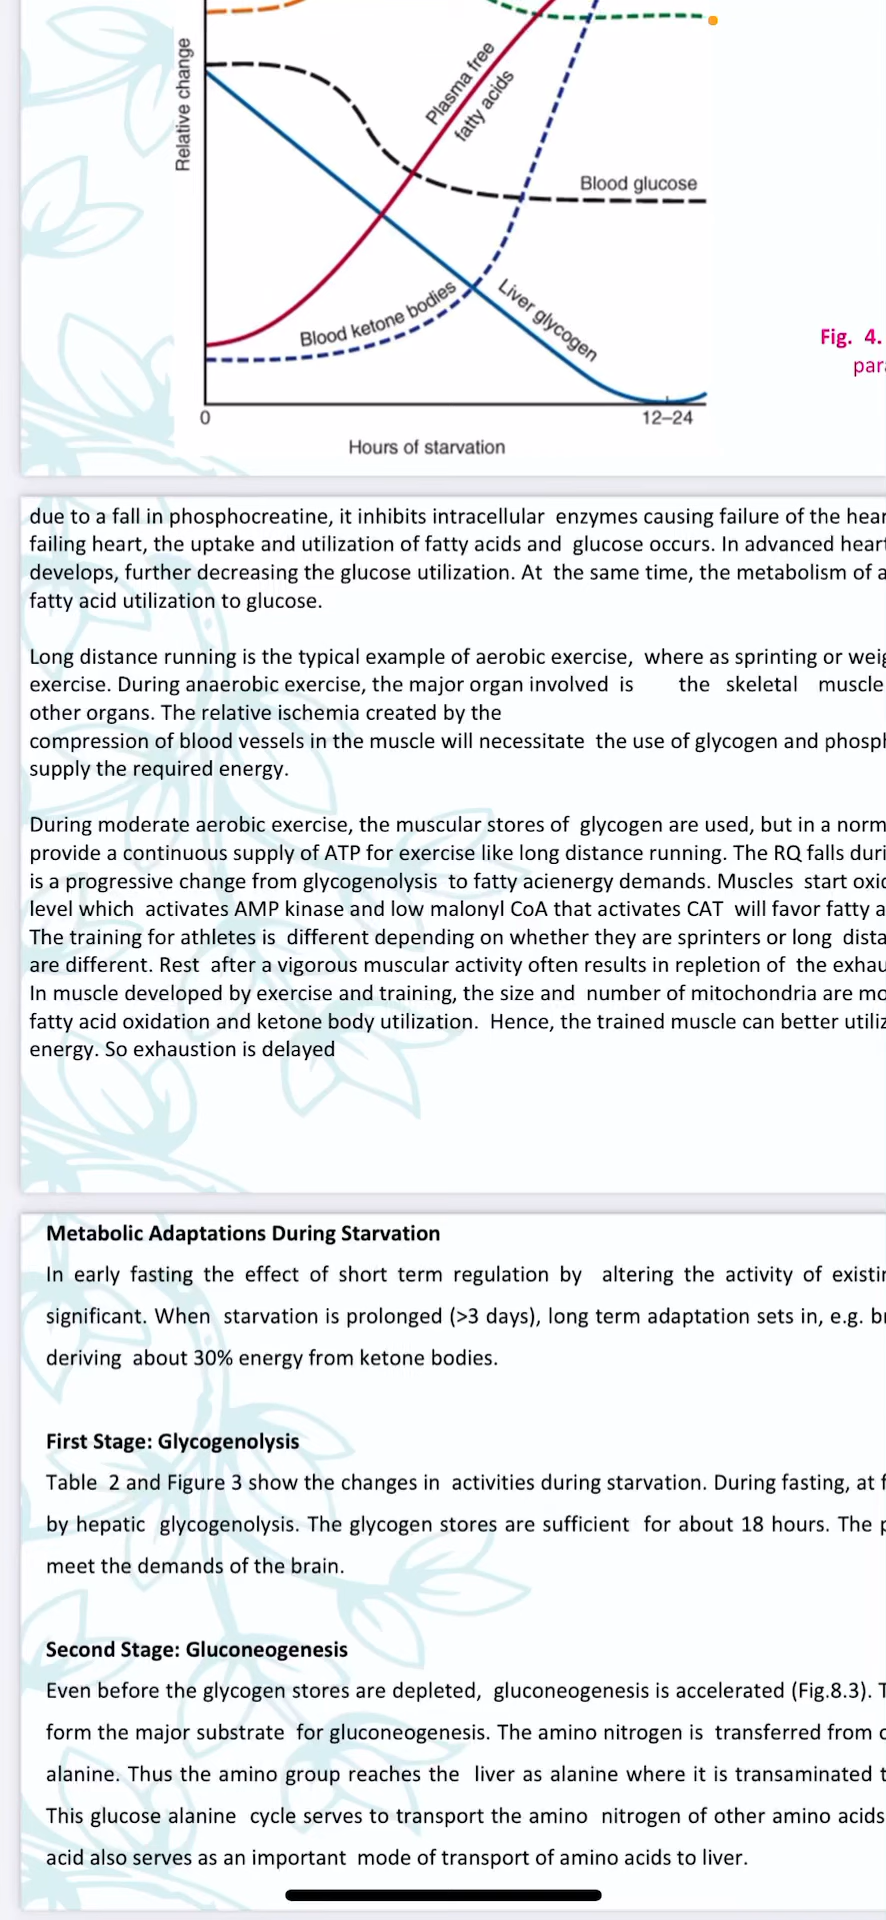 Relative change
Plasma free
fatty acids
Blood glucose
Blood ketone bodies
Liver glycogen
0
12–24
Hours of starvation
Fig. 4.
due to a fall in phosphocreatine, it inhibits intracellular enzymes causing failure of the
failing heart, the uptake and utilization of fatty acids and glucose occurs. In advanced heart
develops, further decreasing the glucose utilization. At the same time, the metabolism of
fatty acid utilization to glucose.
Long distance running is the typical example of aerobic exercise, where as sprinting or
exercise. During anaerobic exercise, the major organ involved is the skeletal muscle
other organs. The relative ischemia created by the
compression of blood vessels in the muscle will necessitate the use of glycogen and
supply the required energy.
During moderate aerobic exercise, the muscular stores of glycogen are used, but in a
provide a continuous supply of ATP for exercise like long distance running. The RQ falls
is a progressive change from glycogenolysis to fatty acienergy demands. Muscles start
level which activates AMP kinase and low malonyl CoA that activates CAT will favor fatty
The training for athletes is different depending on whether they are sprinters or long
are different. Rest after a vigorous muscular activity often results in repletion of the
In muscle developed by exercise and training, the size and number of mitochondria are
fatty acid oxidation and ketone body utilization. Hence, the trained muscle can better
energy. So exhaustion is delayed
Metabolic Adaptations During Starvation
In early fasting the effect of short term regulation by altering the activity of
significant. When starvation is prolonged (>3 days), long term adaptation sets in, e.g.
deriving about 30% energy from ketone bodies.
First Stage: Glycogenolysis
Table 2 and Figure 3 show the changes in activities during starvation. During fasting, at
by hepatic glycogenolysis. The glycogen stores are sufficient for about 18 hours. The
meet the demands of the brain.
Second Stage: Gluconeogenesis
Even before the glycogen stores are depleted, gluconeogenesis is accelerated (Fig.8.3).
form the major substrate for gluconeogenesis. The amino nitrogen is transferred from
alanine. Thus the amino group reaches the liver as alanine where it is transaminated
This glucose alanine cycle serves to transport the amino nitrogen of other amino acids
acid also serves as an important mode of transport of amino acids to liver.